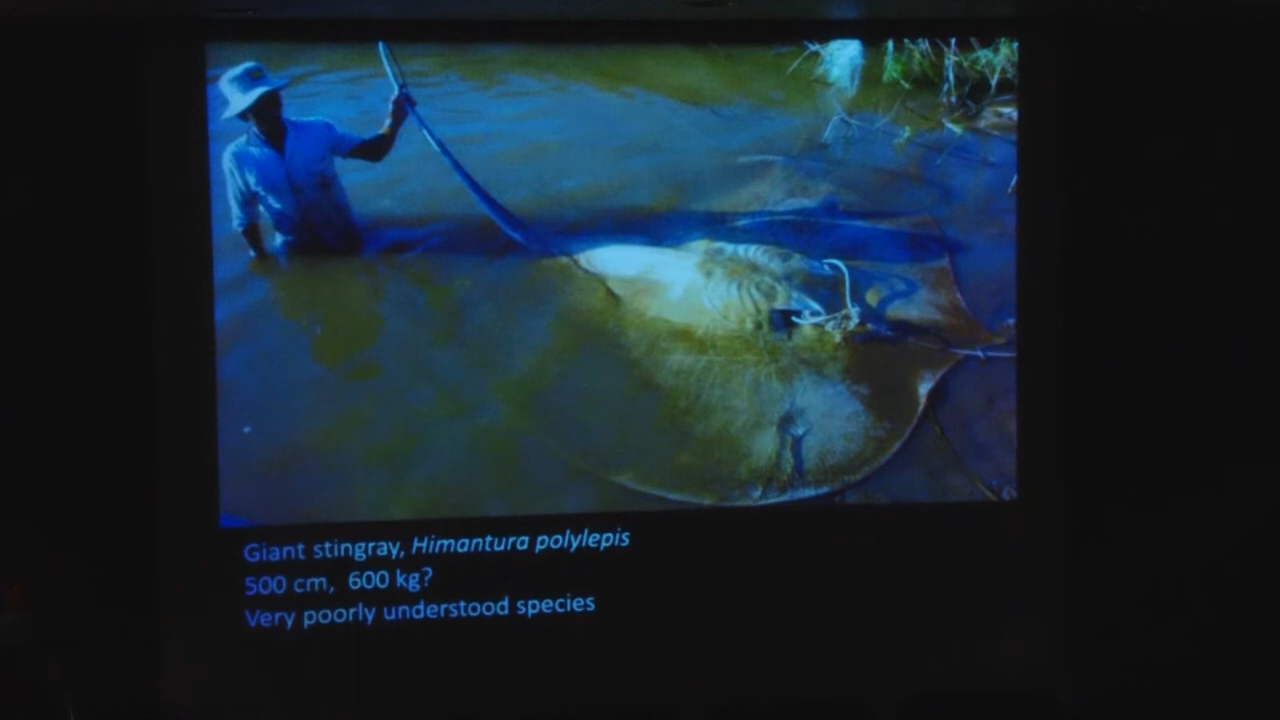 Giant stingray, Himantura polylepis
500 cm, 600 kg?
Very poorly understood species